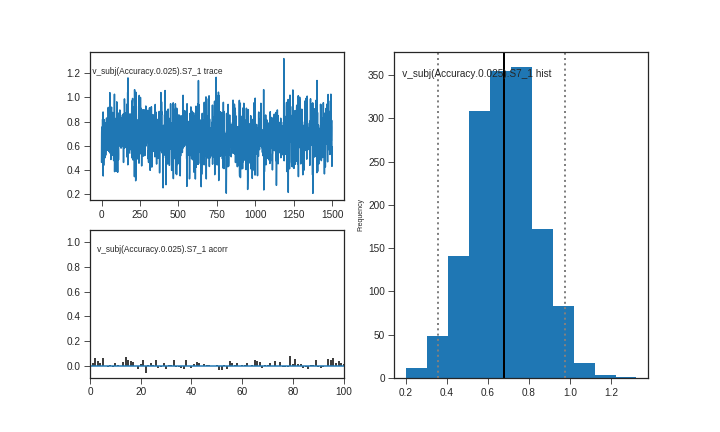 v_subj(Accuracy.0.025).S7_1 trace
1.2
1.0
0.8
0.6
0.4
0.2
0 250 500 750 1000 1250 1500
v_subj(Accuracy.0.025).S7_1 acorr
1.0
0.8
0.6
0.4
0.2
0.0
0 20 40 60 80 100
v_subj(Accuracy.0.025).S7_1 hist
Frequency
350
300
250
200
150
100
50
0
0.2 0.4 0.6 0.8 1.0 1.2